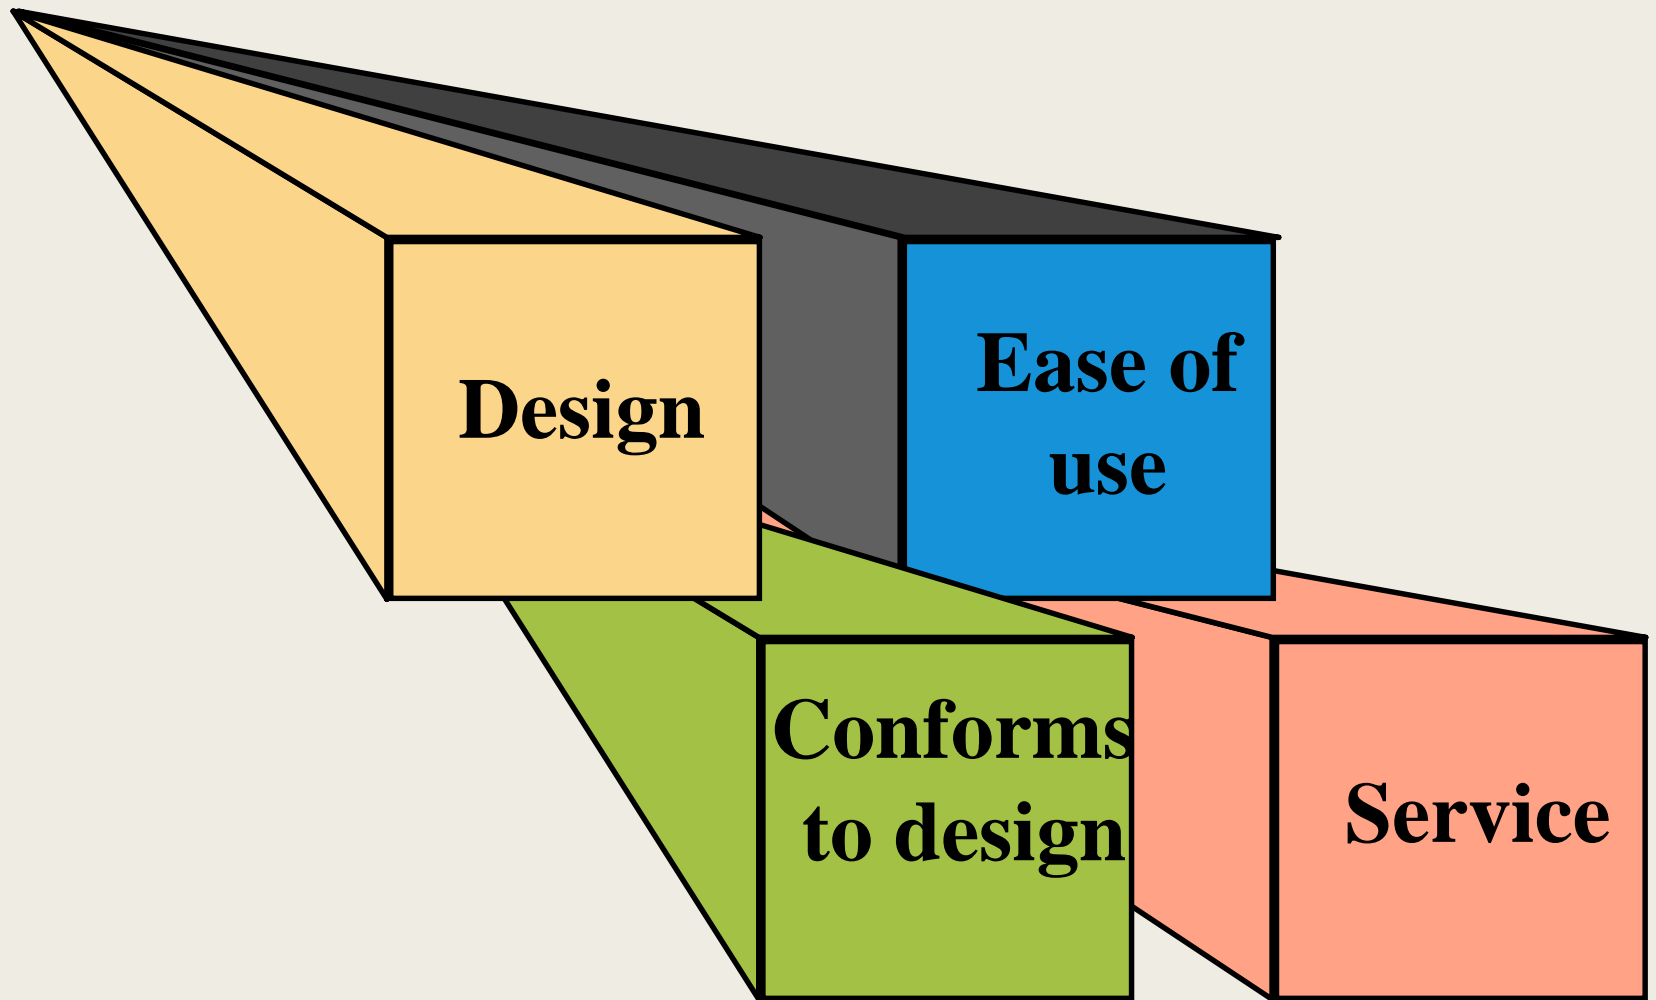 Design
Ease of
use
Conforms
to design
Service